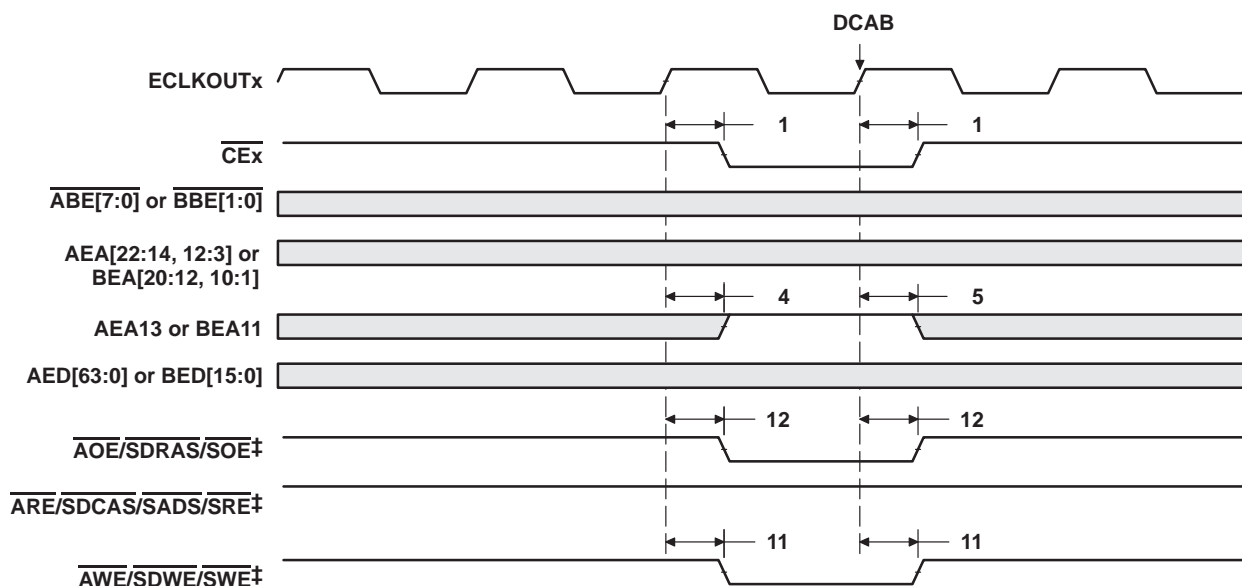 DCAB
ECLKOUTx
1 1
CEx
ABE[7:0] or BBE[1:0]
AEA[22:14, 12:3] or
BEA[20:12, 10:1]
4 5
AEA13 or BEA11
AED[63:0] or BED[15:0]
12 12
AOE/SDRAS/SOE‡
ARE/SDCAS/SADS/SRE‡
11 11
AWE/SDWE/SWE‡